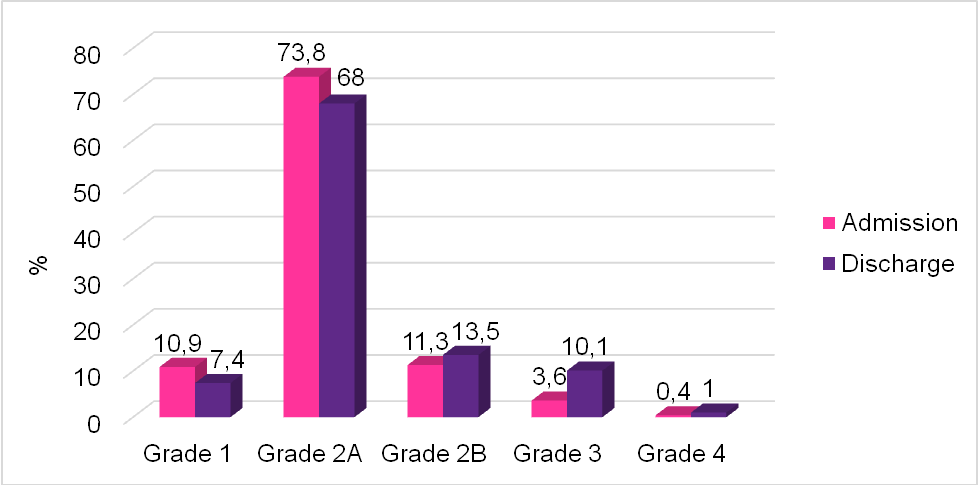 80
70
60
50
40
30
20
10
0
%
73,8
68
10,9
7,4
11,3
13,5
3,6
10,1
0,4
1
Grade 1
Grade 2A
Grade 2B
Grade 3
Grade 4
Admission
Discharge